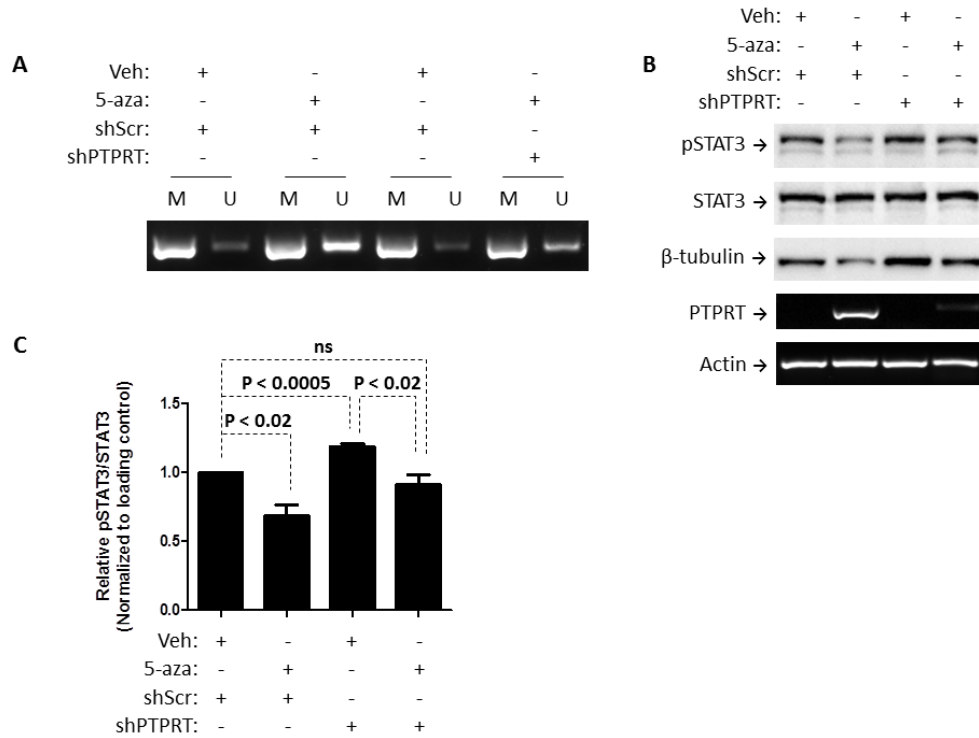 A
Veh: + - + -
5-aza: - + - +
shScr: + + + -
shPTPRT: - - - +
M U M U M U M U
B
Veh: + - + -
5-aza: - + - +
shScr: + + - -
shPTPRT: - - + +
pSTAT3 →
STAT3 →
β-tubulin →
PTPRT →
Actin →
C
ns
P < 0.0005 P < 0.02
P < 0.02
Relative pSTAT3/STAT3
(Normalized to loading control)
1.5
1.0
0.5
0.0
Veh: + - + -
5-aza: - + - +
shScr: + + - -
shPTPRT: - - + +